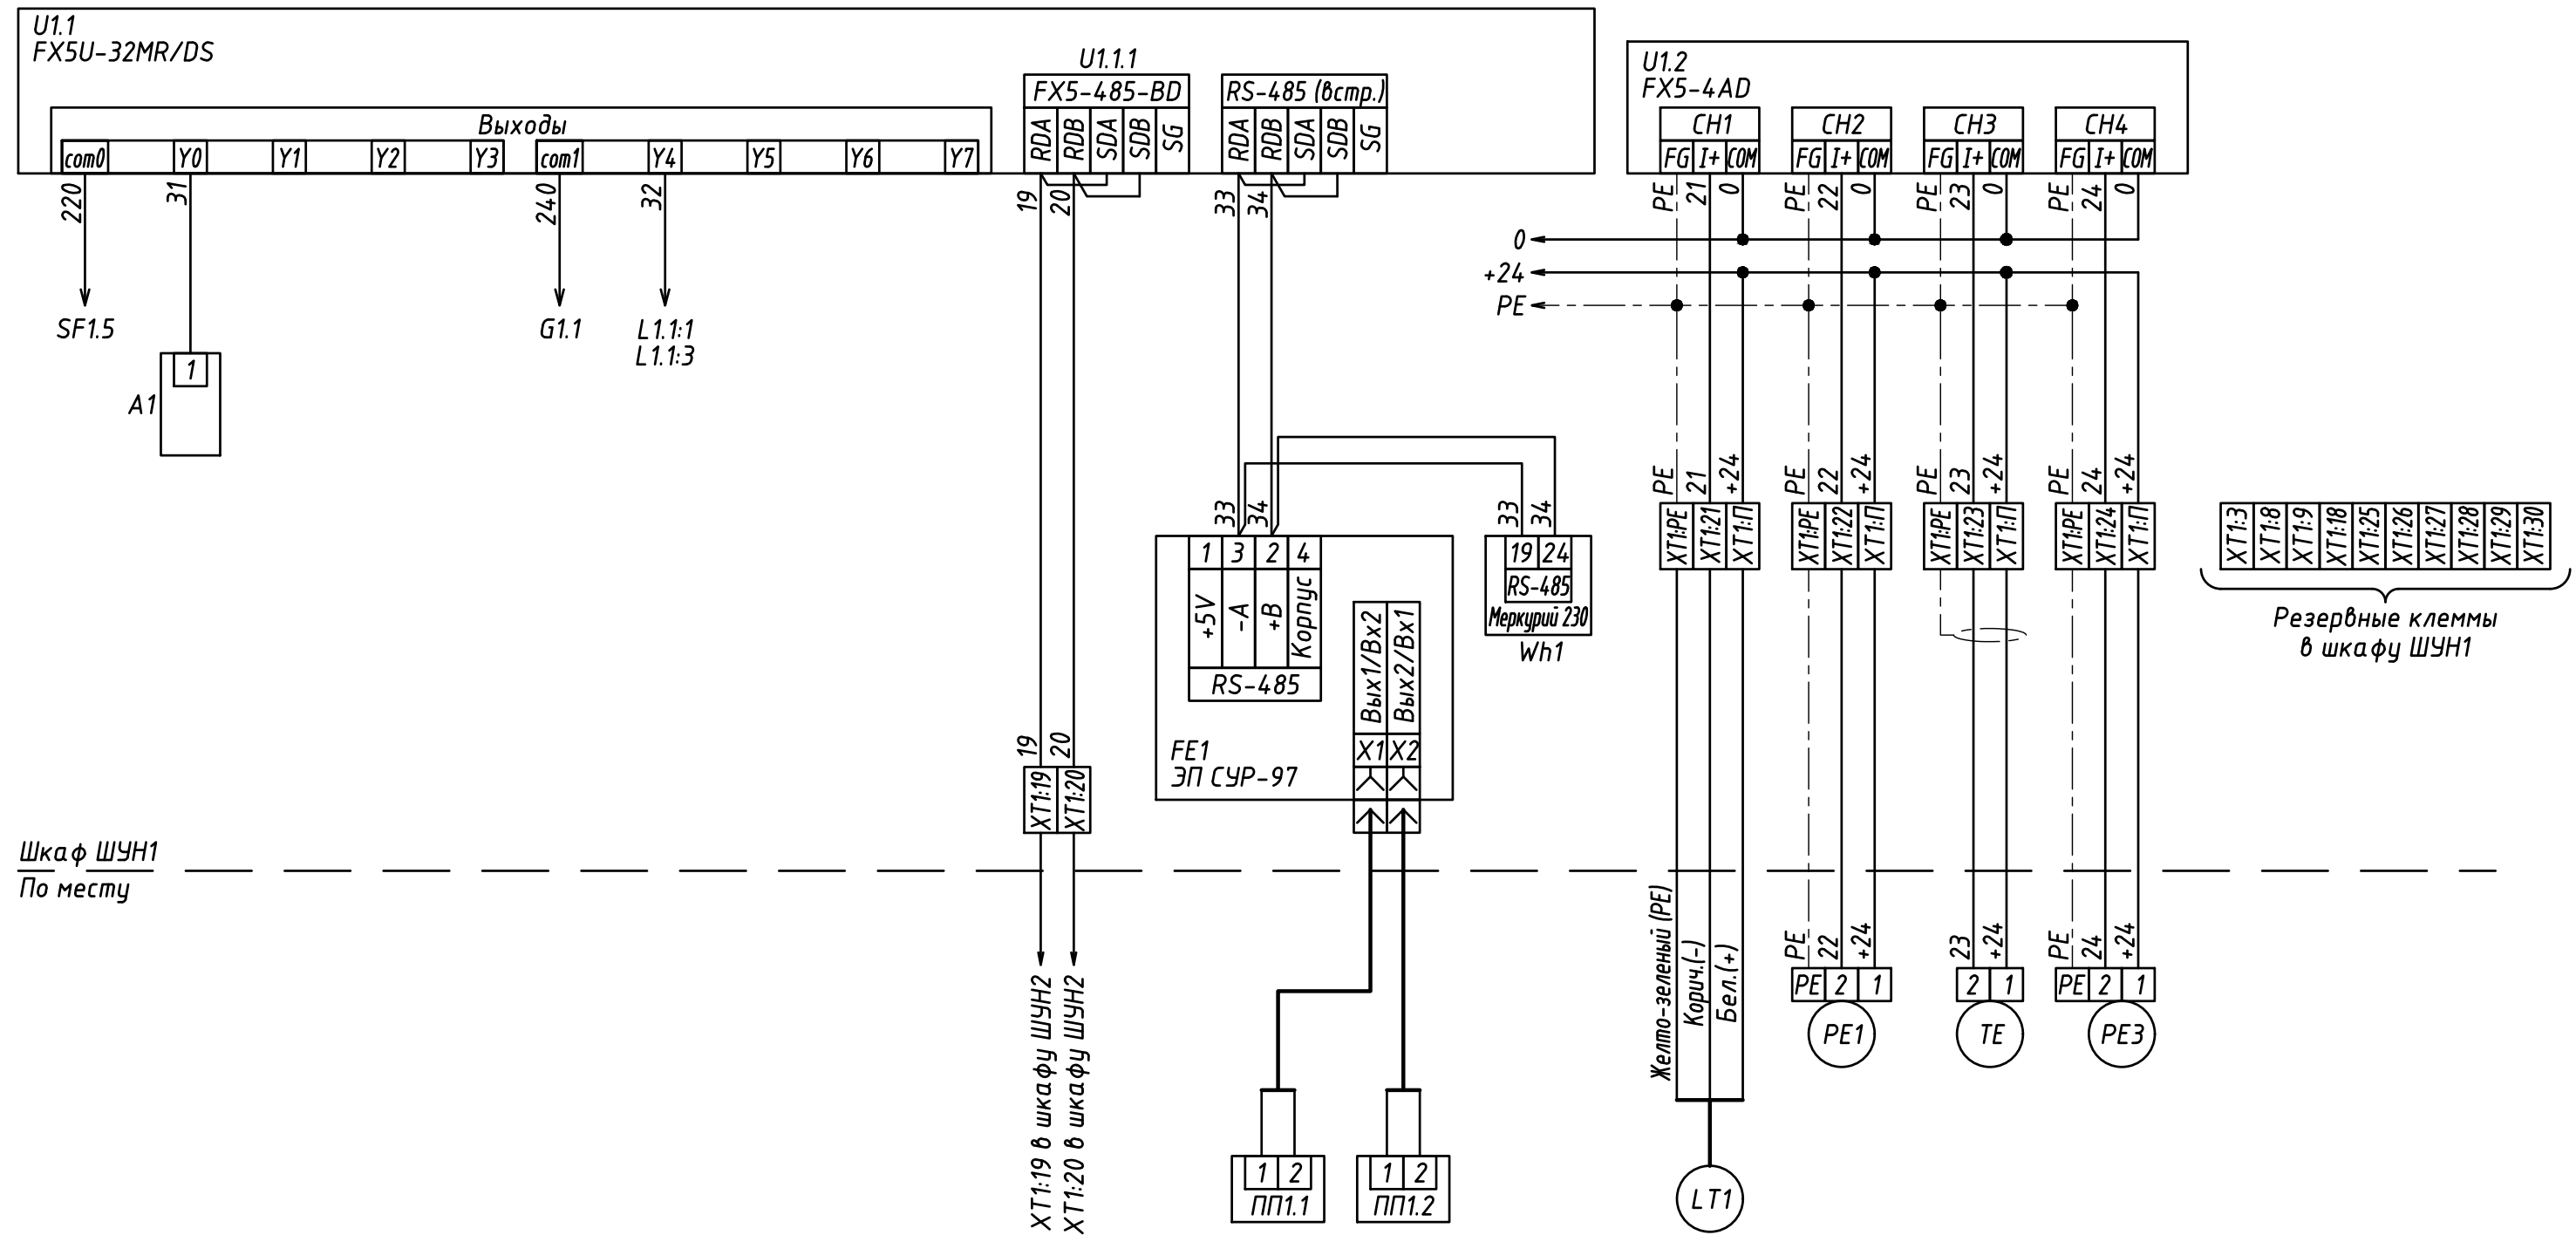 U1.1
FX5U-32MR/DS
U1.1.1
FX5-485-BD
RS-485 (встр.)
Выходы
com0 Y0 Y1 Y2 Y3 com1 Y4 Y5 Y6 Y7
RDA RDB SDA SDB SG
RDA RDB SDA SDB SG
U1.2
FX5-4AD
CH1 CH2 CH3 CH4
FG I+ COM FG I+ COM FG I+ COM FG I+ COM
220 31 240 32 19 20 33 34
PE 21 0 PE 22 0 PE 23 0 PE 24 0
0
+24
PE
SF1.5
G1.1
L1.1:1
L1.1:3
1
A1
33 34 33 34
PE 21 +24 PE 22 +24 PE 23 +24 PE 24 +24
XT1:PE XT1:21 XT1:П XT1:PE XT1:22 XT1:П XT1:PE XT1:23 XT1:П XT1:PE XT1:24 XT1:П
XT1:3 XT1:8 XT1:9 XT1:18 XT1:25 XT1:26 XT1:27 XT1:28 XT1:29 XT1:30
Резервные клеммы
в шкафу ШУН1
1 3 2 4
+5V -A +B Корпус
RS-485
19 24
RS-485
Меркурий 230
Wh1
Вых1/Вх2 Вых2/Вх1
X1 X2
FE1
ЭП СУР-97
19 20
XT1:19 XT1:20
Шкаф ШУН1
По месту
XT1:19 в шкафу ШУН2
XT1:20 в шкафу ШУН2
Желто-зеленый (PE)
Корич.(-)
Бел.(+)
PE 22 +24 23 +24 PE 24 +24
PE 2 1 2 1 PE 2 1
PE1 TE PE3
1 2 1 2
ПП1.1 ПП1.2
LT1